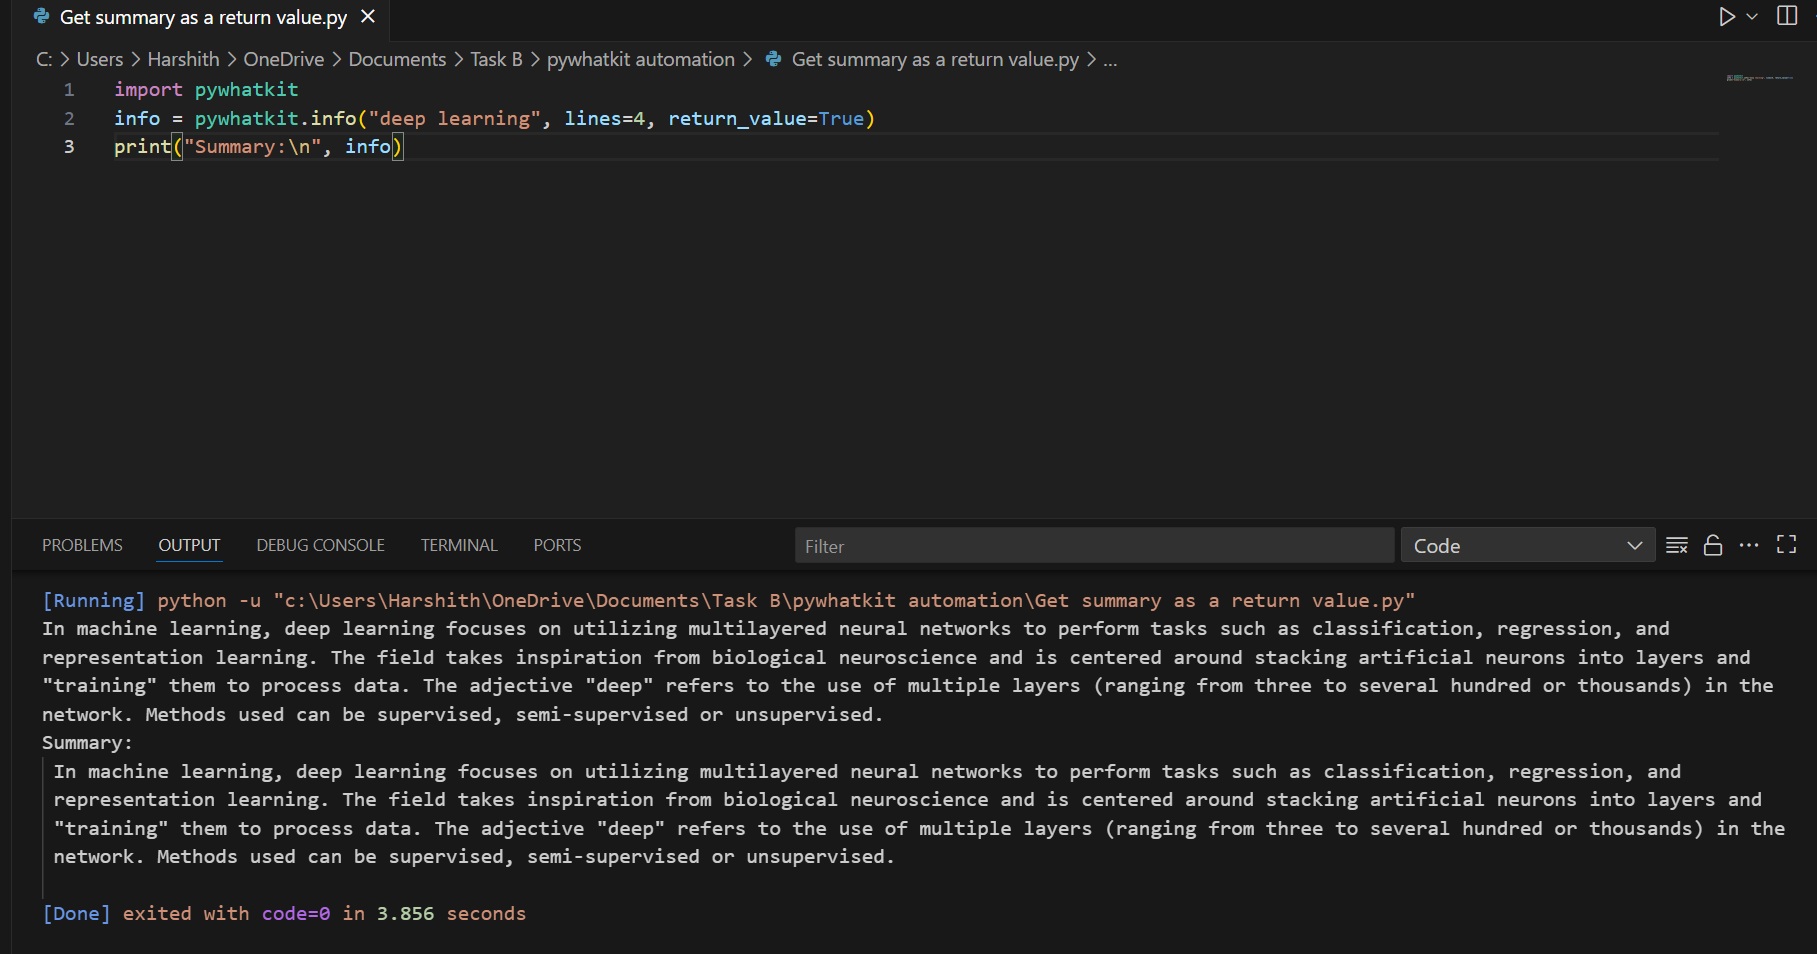 Get summary as a return value.py
C: > Users > Harshith > OneDrive > Documents > Task B > pywhatkit automation > Get summary as a return value.py > ...
1 import pywhatkit
2 info = pywhatkit.info("deep learning", lines=4, return_value=True)
3 print("Summary:\n", info)
PROBLEMS OUTPUT DEBUG CONSOLE TERMINAL PORTS Filter Code
[Running] python -u "c:\Users\Harshith\OneDrive\Documents\Task B\pywhatkit automation\Get summary as a return value.py"
In machine learning, deep learning focuses on utilizing multilayered neural networks to perform tasks such as classification, regression, and
representation learning. The field takes inspiration from biological neuroscience and is centered around stacking artificial neurons into layers and
"training" them to process data. The adjective "deep" refers to the use of multiple layers (ranging from three to several hundred or thousands) in the
network. Methods used can be supervised, semi-supervised or unsupervised.
Summary:
In machine learning, deep learning focuses on utilizing multilayered neural networks to perform tasks such as classification, regression, and
representation learning. The field takes inspiration from biological neuroscience and is centered around stacking artificial neurons into layers and
"training" them to process data. The adjective "deep" refers to the use of multiple layers (ranging from three to several hundred or thousands) in the
network. Methods used can be supervised, semi-supervised or unsupervised.
[Done] exited with code=0 in 3.856 seconds